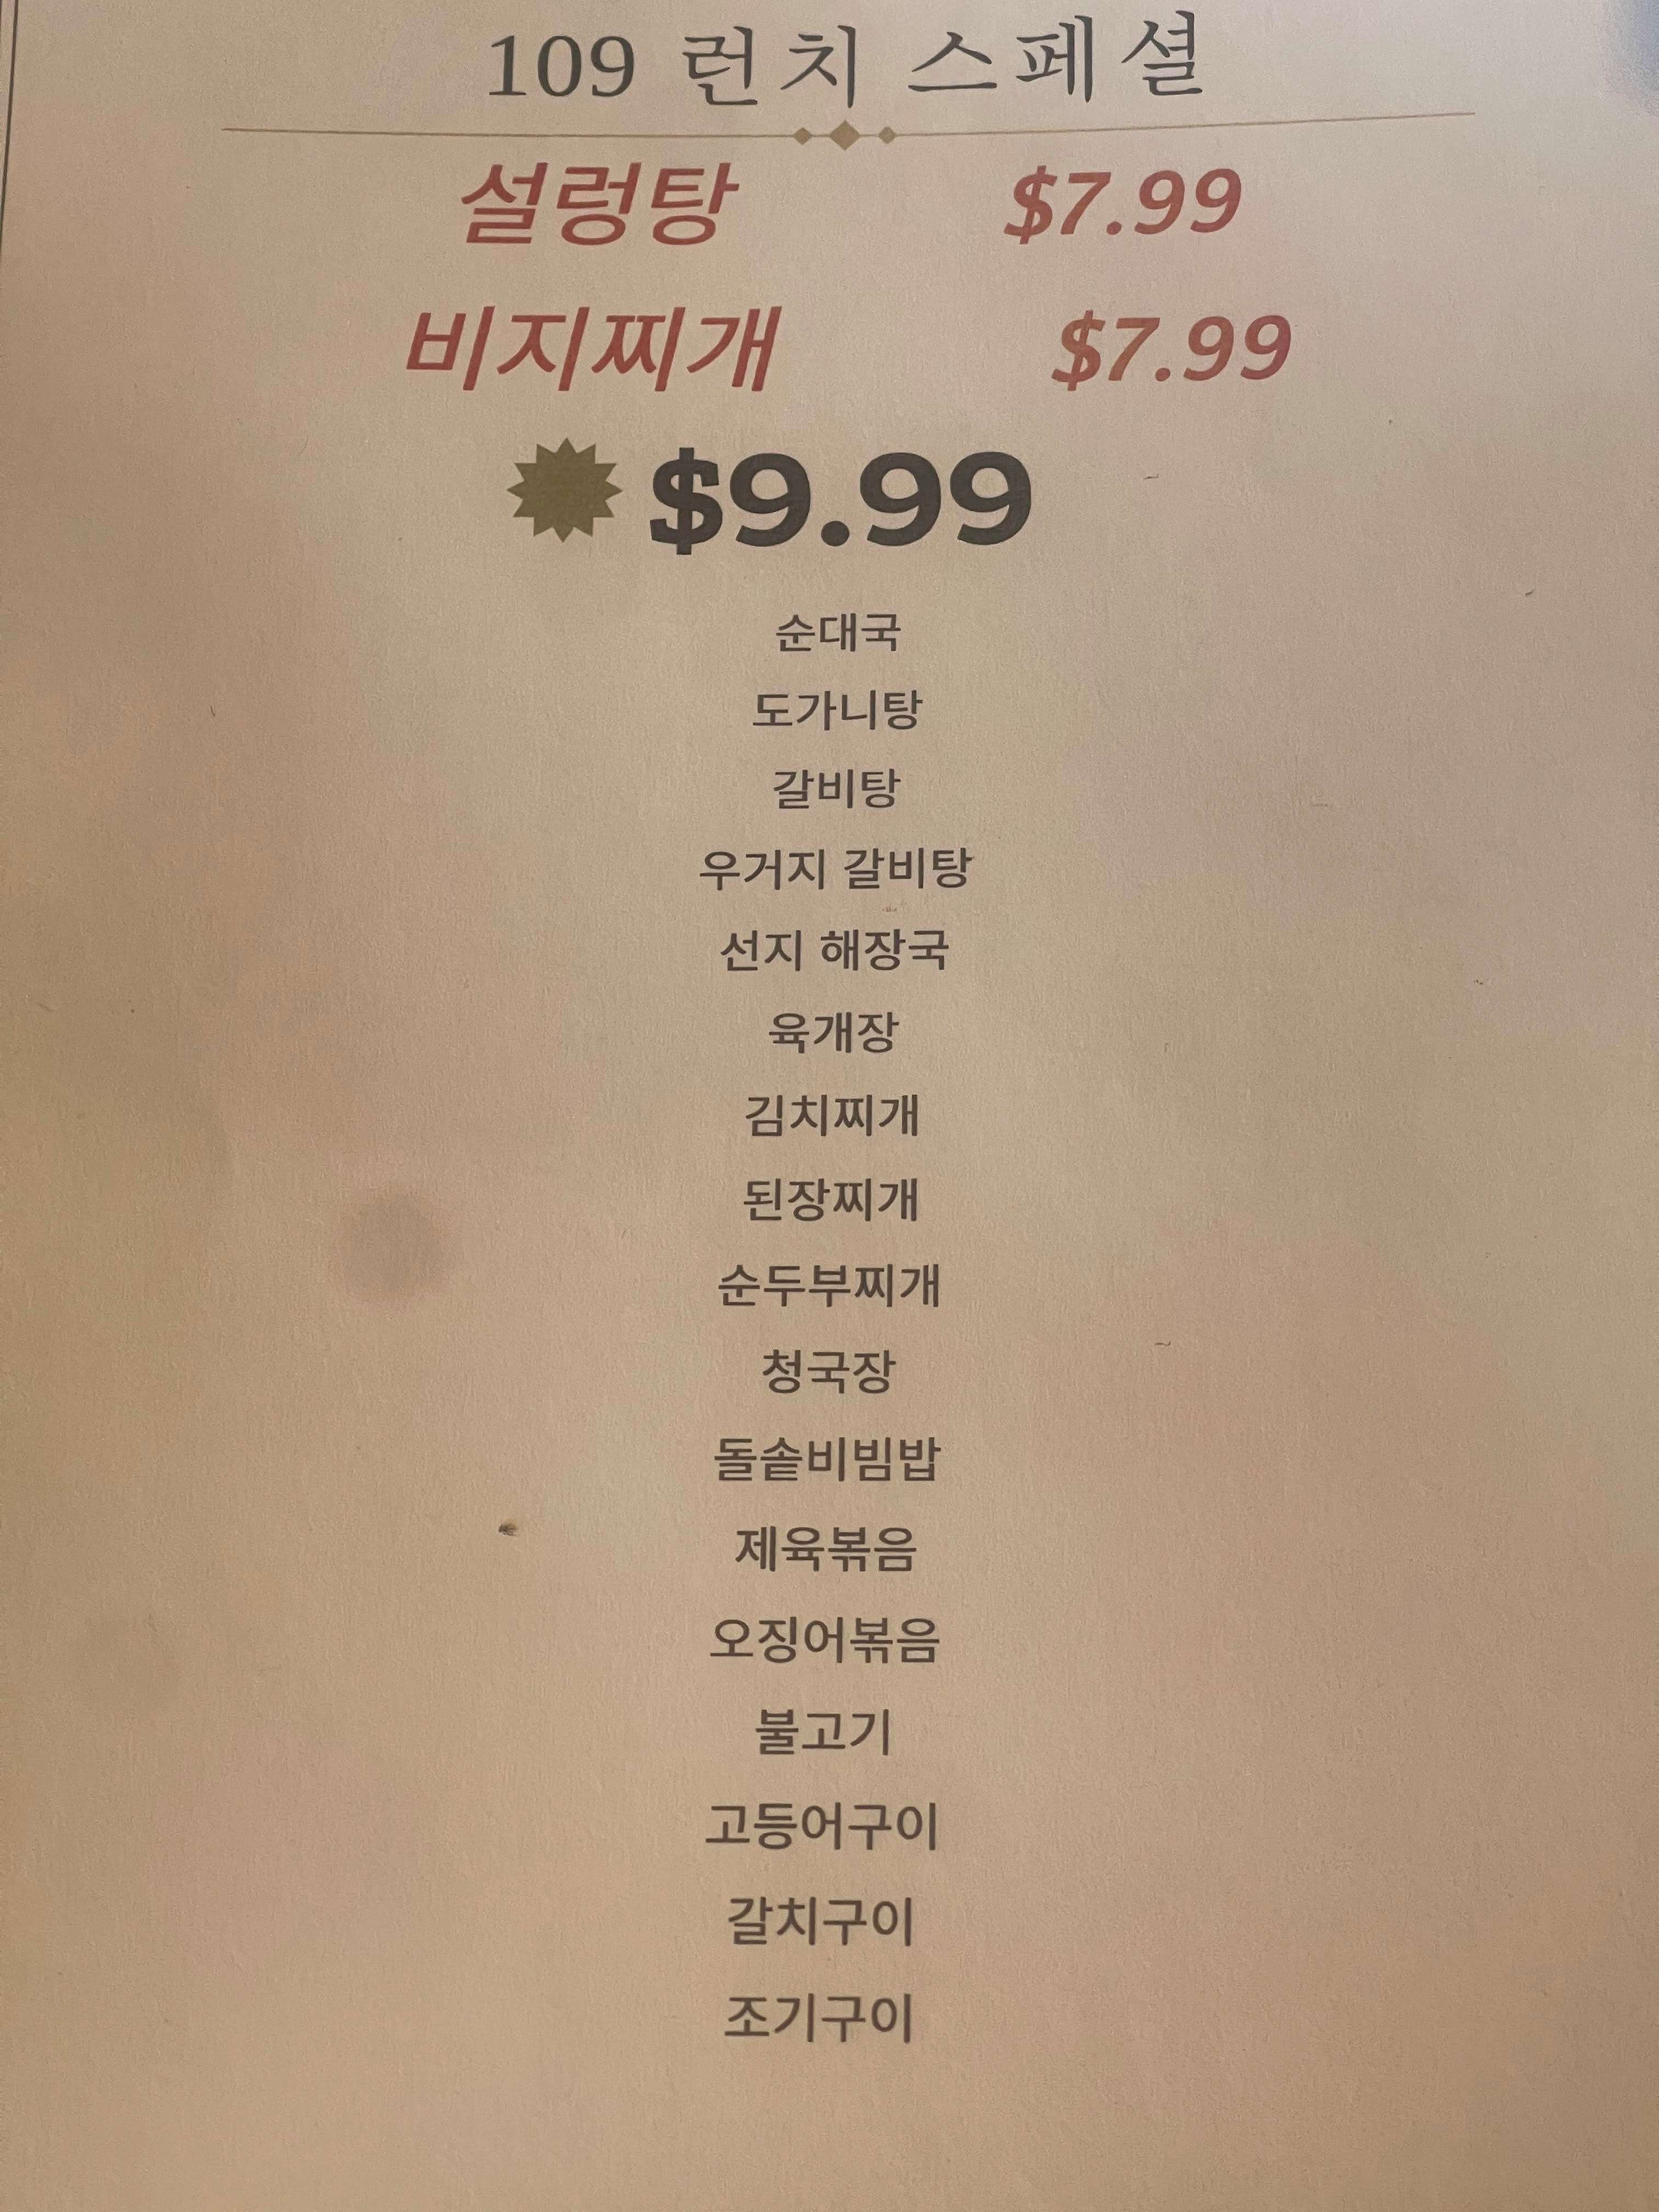 109 런치 스페셜
설렁탕 $7.99
비지찌개 $7.99
$9.99
순대국
도가니탕
갈비탕
우거지 갈비탕
선지 해장국
육개장
김치찌개
된장찌개
순두부찌개
청국장
돌솥비빔밥
제육볶음
오징어볶음
불고기
고등어구이
갈치구이
조기구이